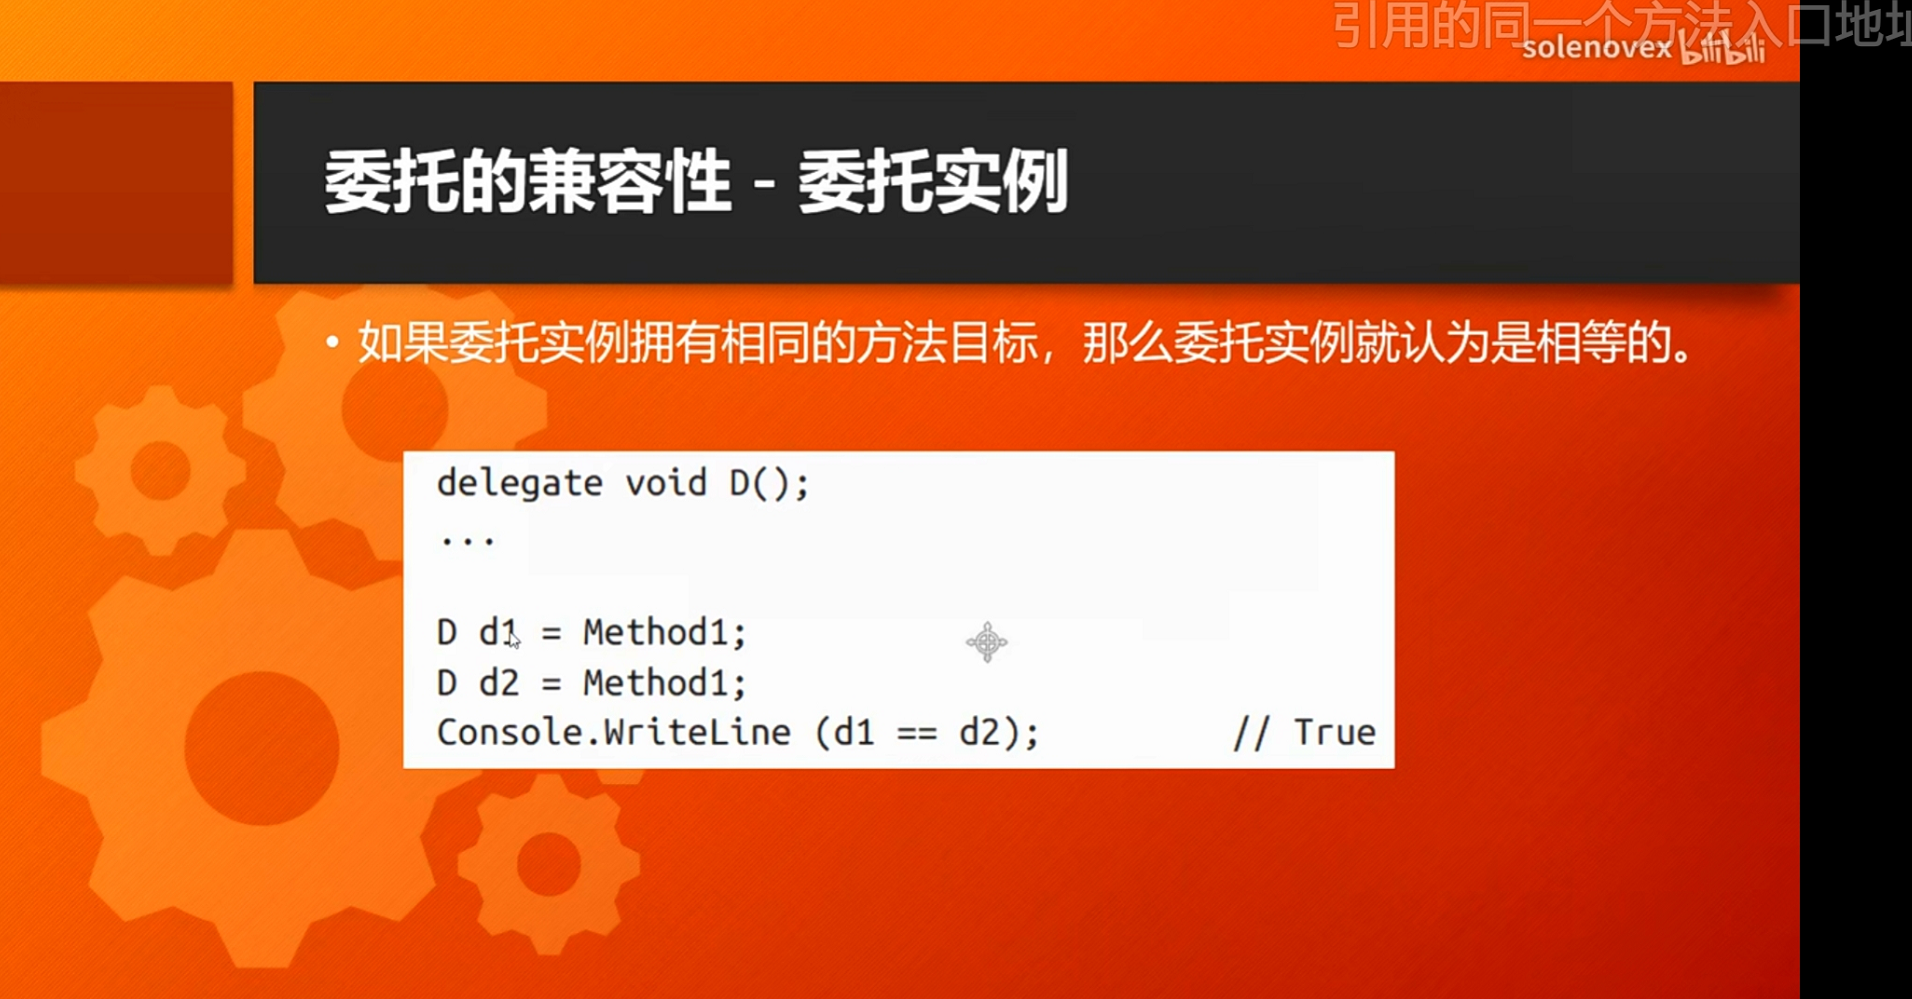 引用的同一个方法入口地址
solenovex bilibili
委托的兼容性 - 委托实例
• 如果委托实例拥有相同的方法目标，那么委托实例就认为是相等的。
delegate void D();
...
D d1 = Method1;
D d2 = Method1;
Console.WriteLine (d1 == d2); // True